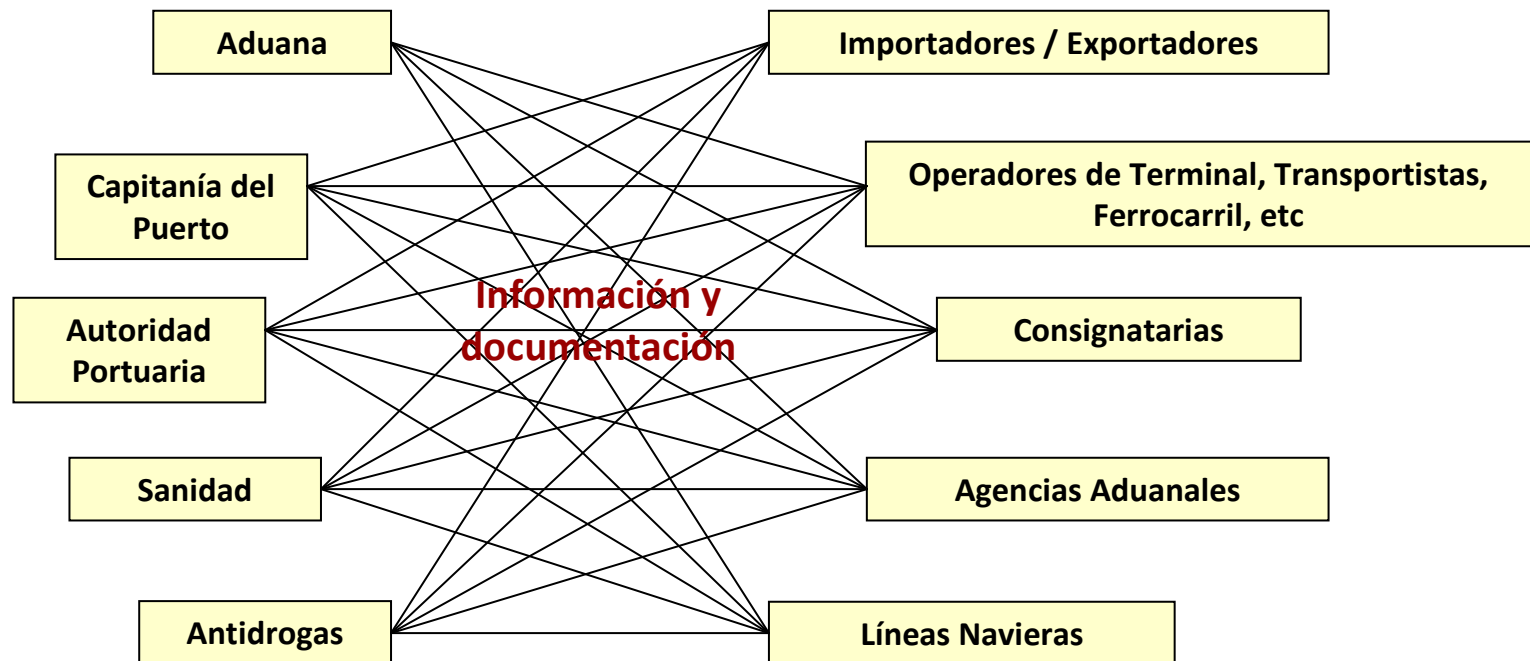 Aduana
Importadores / Exportadores
Capitanía del
Puerto
Operadores de Terminal, Transportistas,
Ferrocarril, etc
Información y
documentación
Autoridad
Portuaria
Consignatarias
Sanidad
Agencias Aduanales
Antidrogas
Líneas Navieras